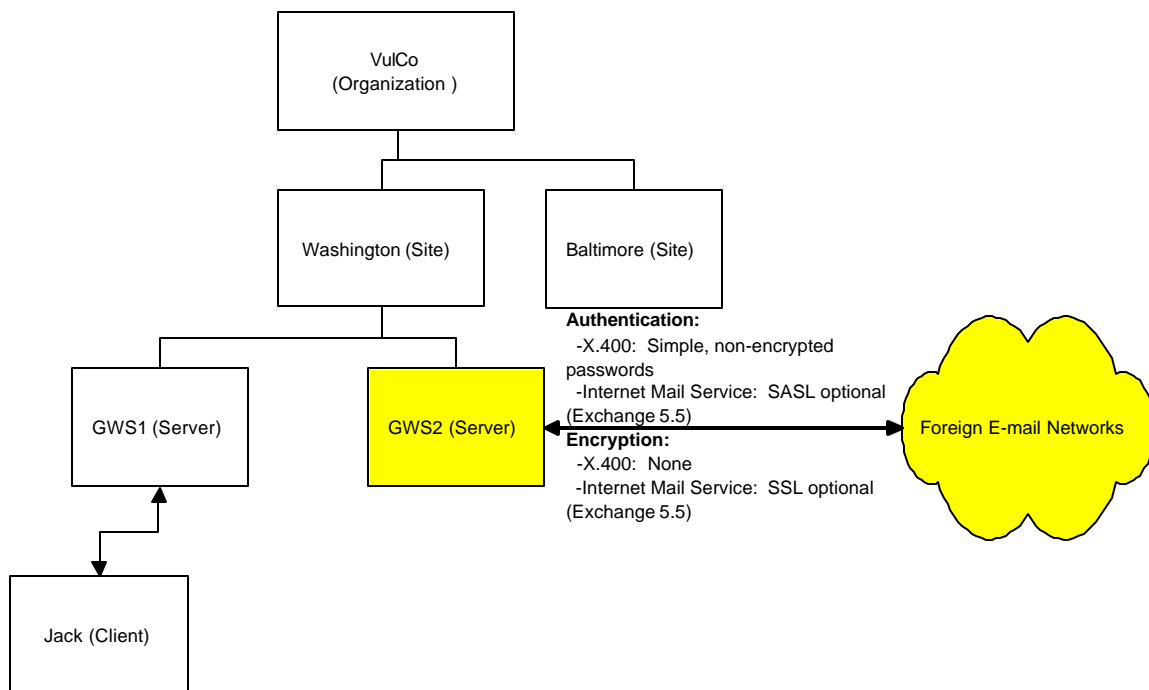 VulCo
(Organization )
Washington (Site)
Baltimore (Site)
Authentication:
-X.400: Simple, non-encrypted
passwords
-Internet Mail Service: SASL optional
(Exchange 5.5)
GWS1 (Server)
GWS2 (Server)
Foreign E-mail Networks
Encryption:
-X.400: None
-Internet Mail Service: SSL optional
(Exchange 5.5)
Jack (Client)